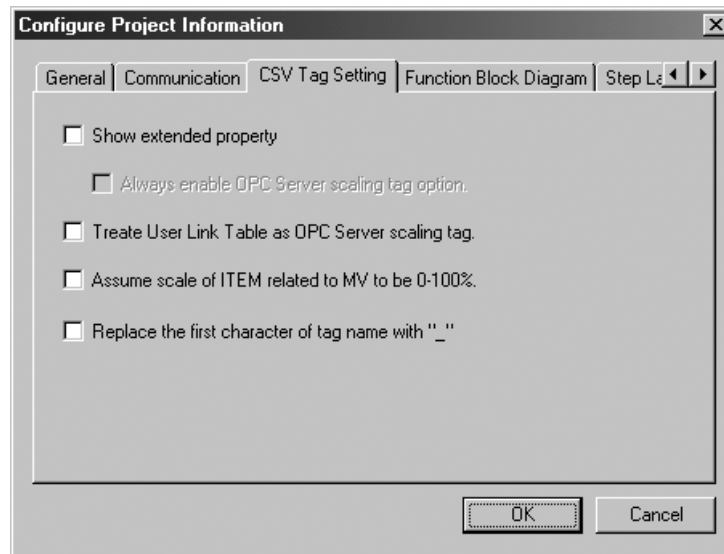 Configure Project Information
General
Communication
CSV Tag Setting
Function Block Diagram
Step La
Show extended property
Always enable OPC Server scaling tag option.
Treate User Link Table as OPC Server scaling tag.
Assume scale of ITEM related to MV to be 0-100%.
Replace the first character of tag name with "_"
OK
Cancel